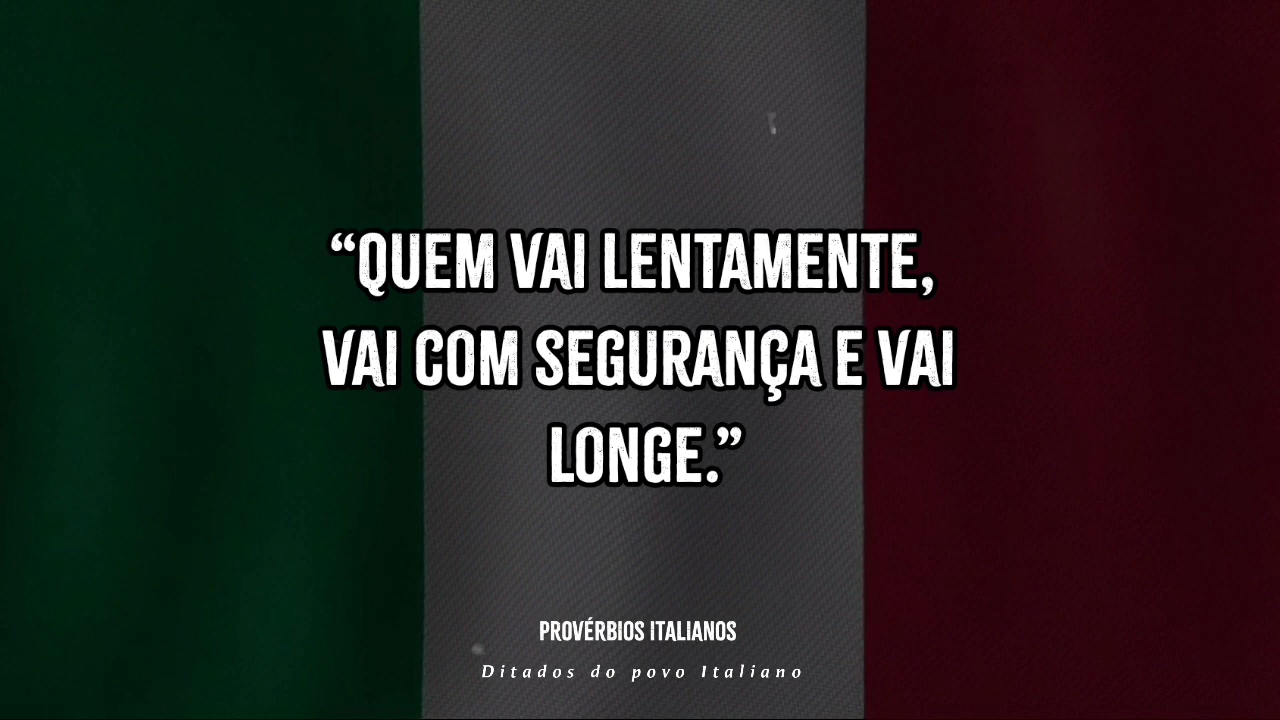 “QUEM VAI LENTAMENTE,
VAI COM SEGURANÇA E VAI
LONGE.”
PROVÉRBIOS ITALIANOS
Ditados do povo Italiano